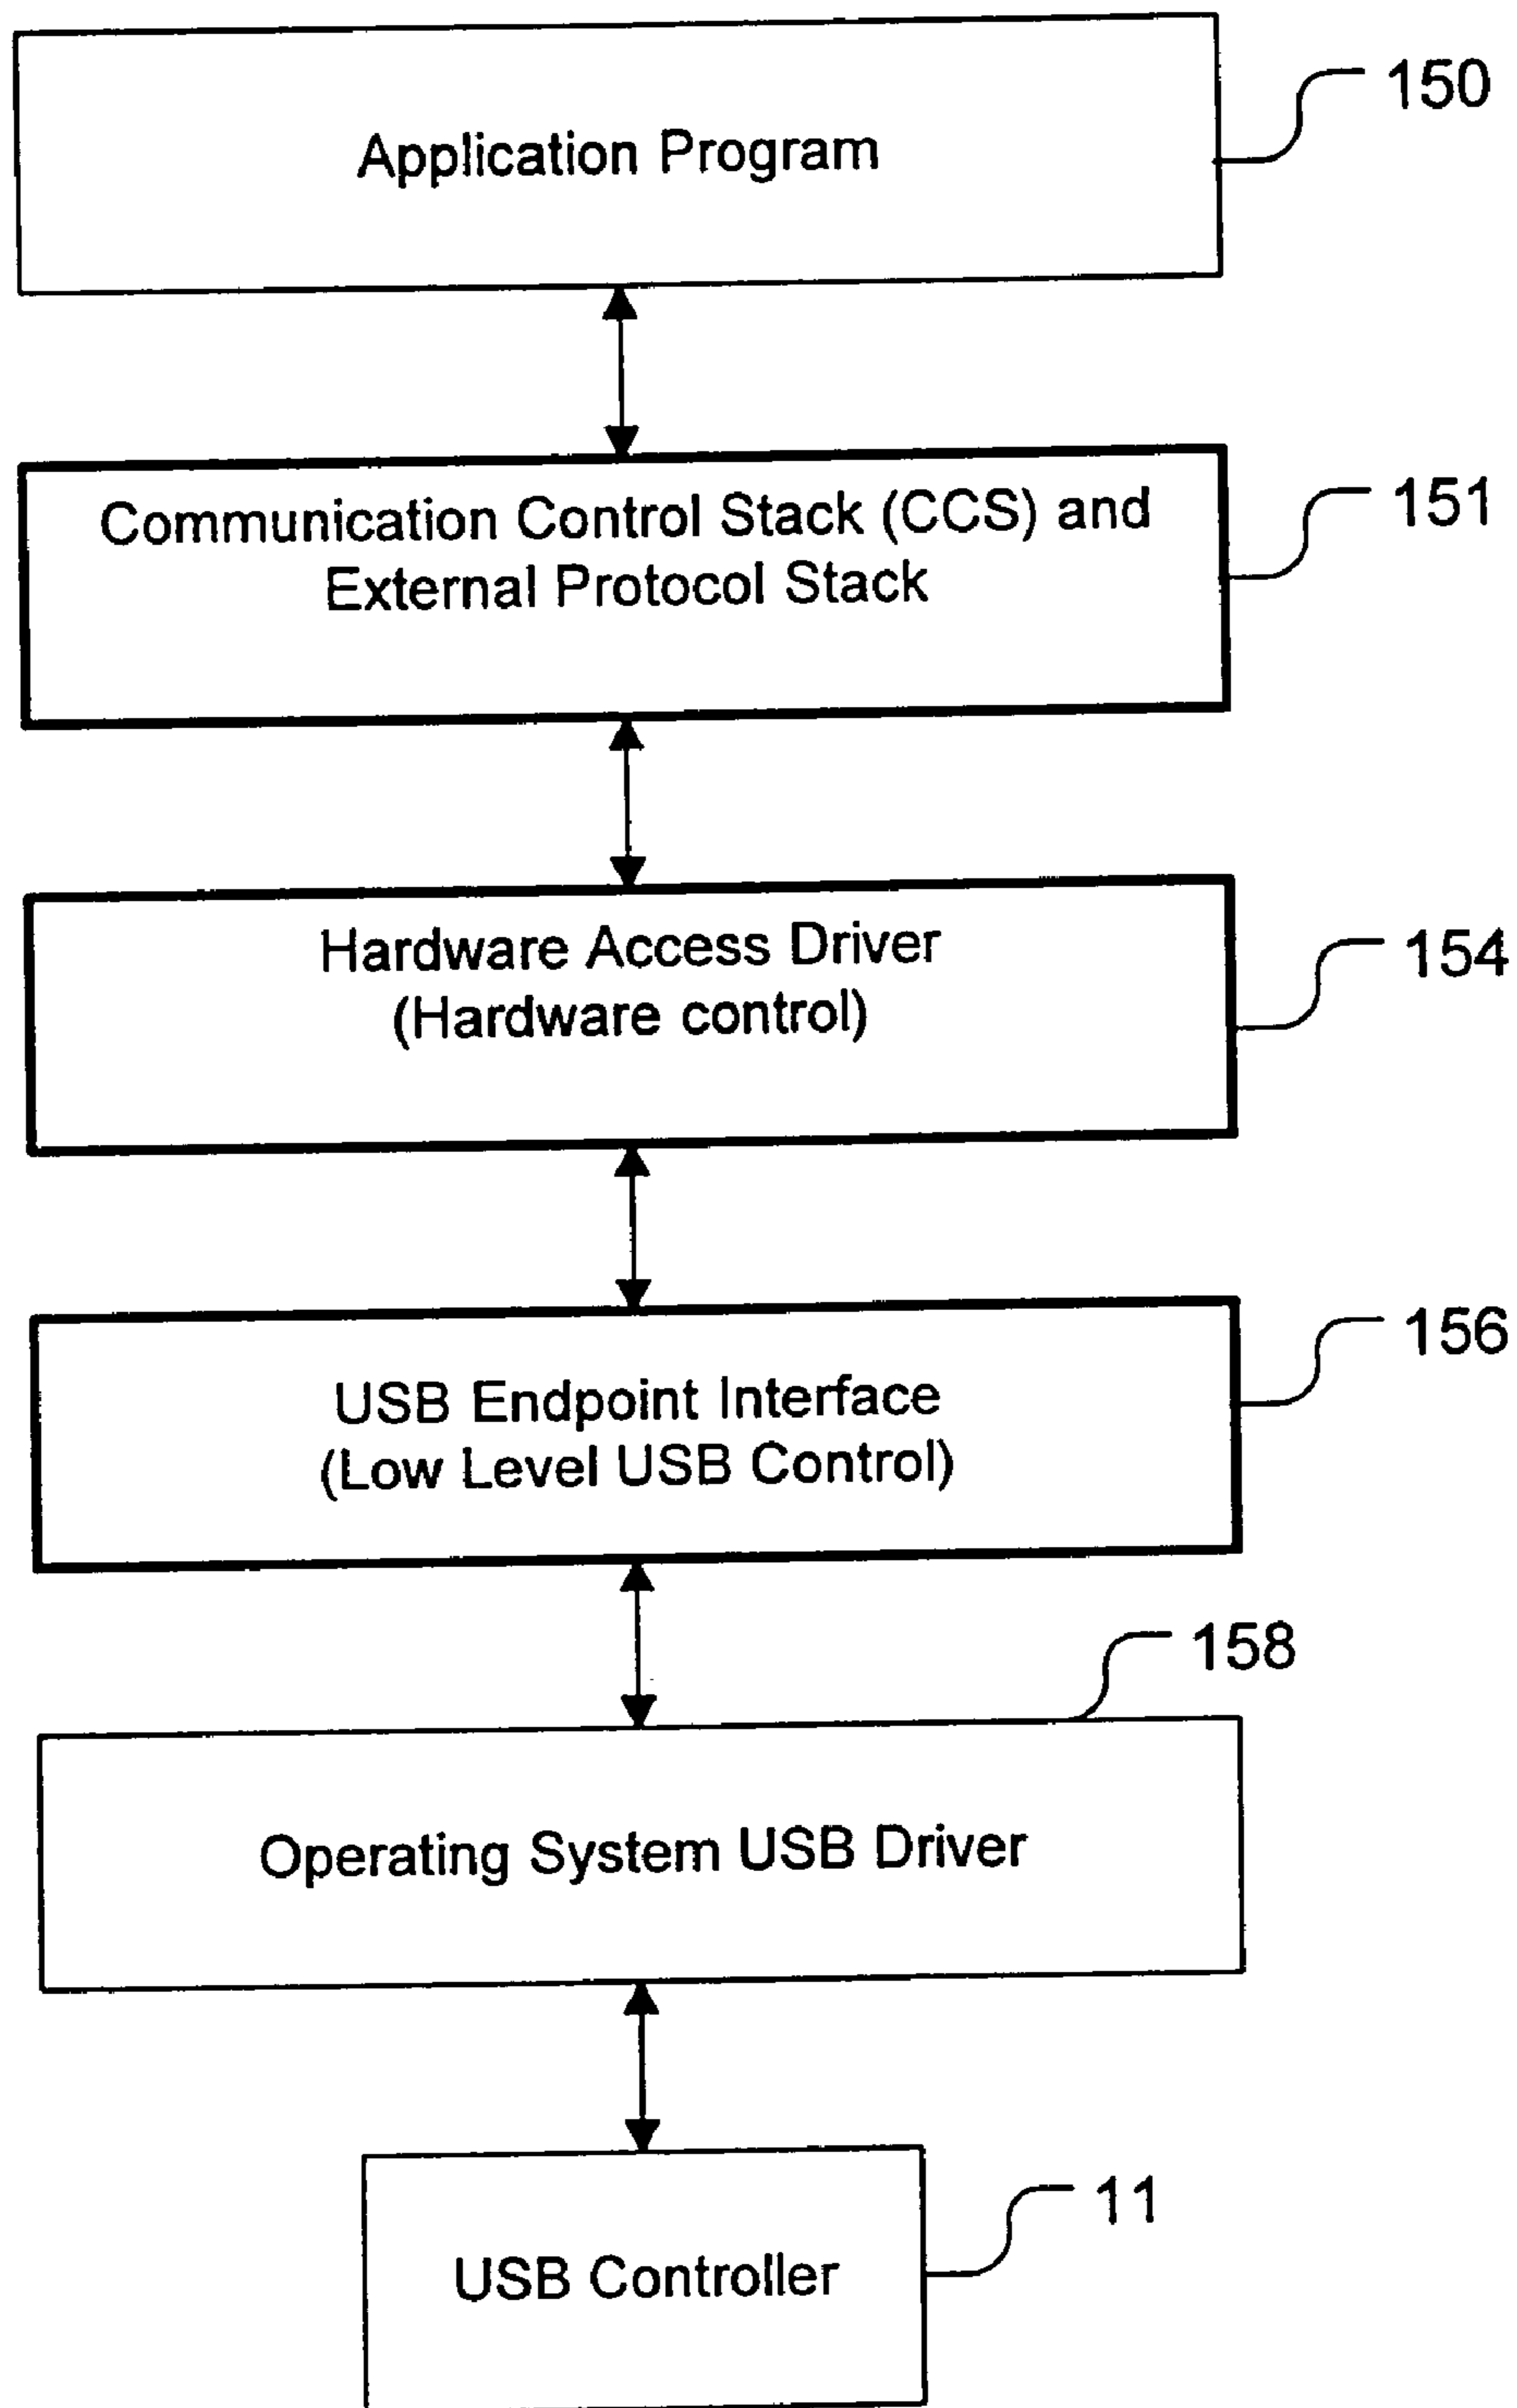 Application Program
150
Communication Control Stack (CCS) and
External Protocol Stack
151
Hardware Access Driver
(Hardware control)
154
USB Endpoint Interface
(Low Level USB Control)
156
158
Operating System USB Driver
USB Controller
11